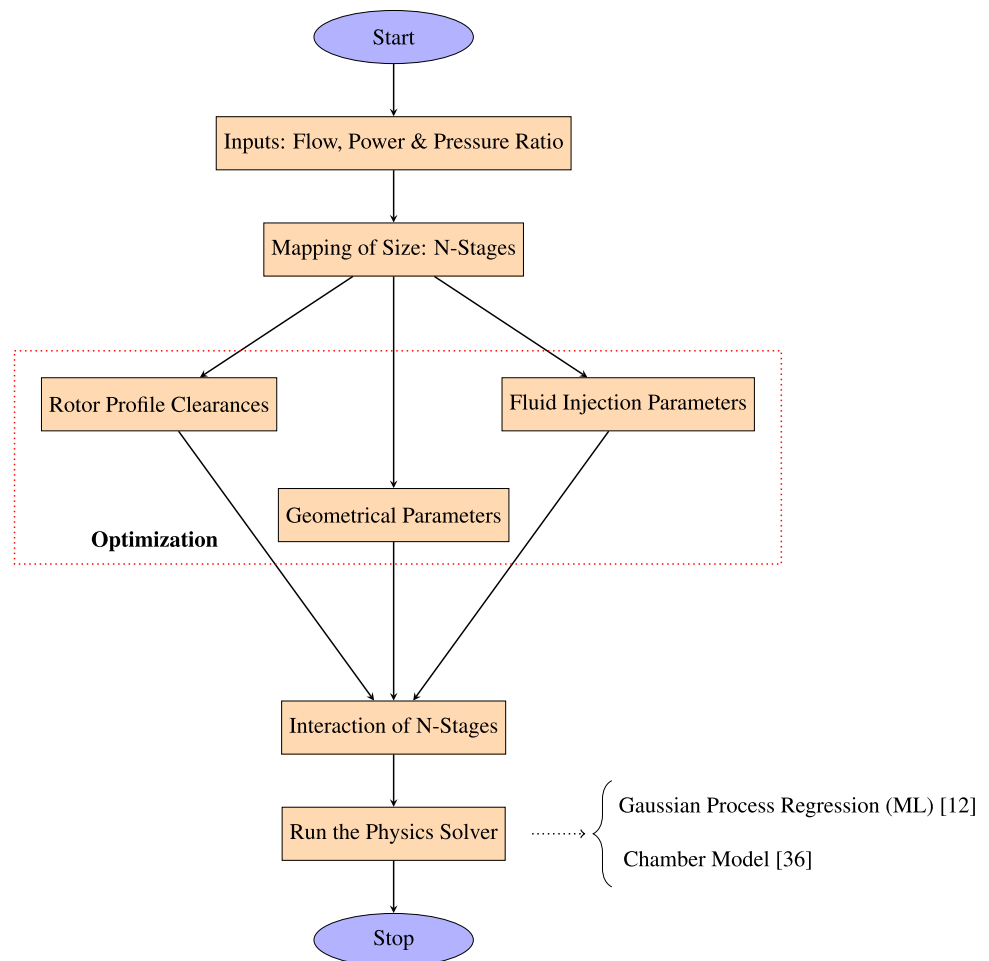 Start
Inputs: Flow, Power & Pressure Ratio
Mapping of Size: N-Stages
Rotor Profile Clearances
Fluid Injection Parameters
Geometrical Parameters
Optimization
Interaction of N-Stages
Run the Physics Solver
Gaussian Process Regression (ML) [12]
Chamber Model [36]
Stop